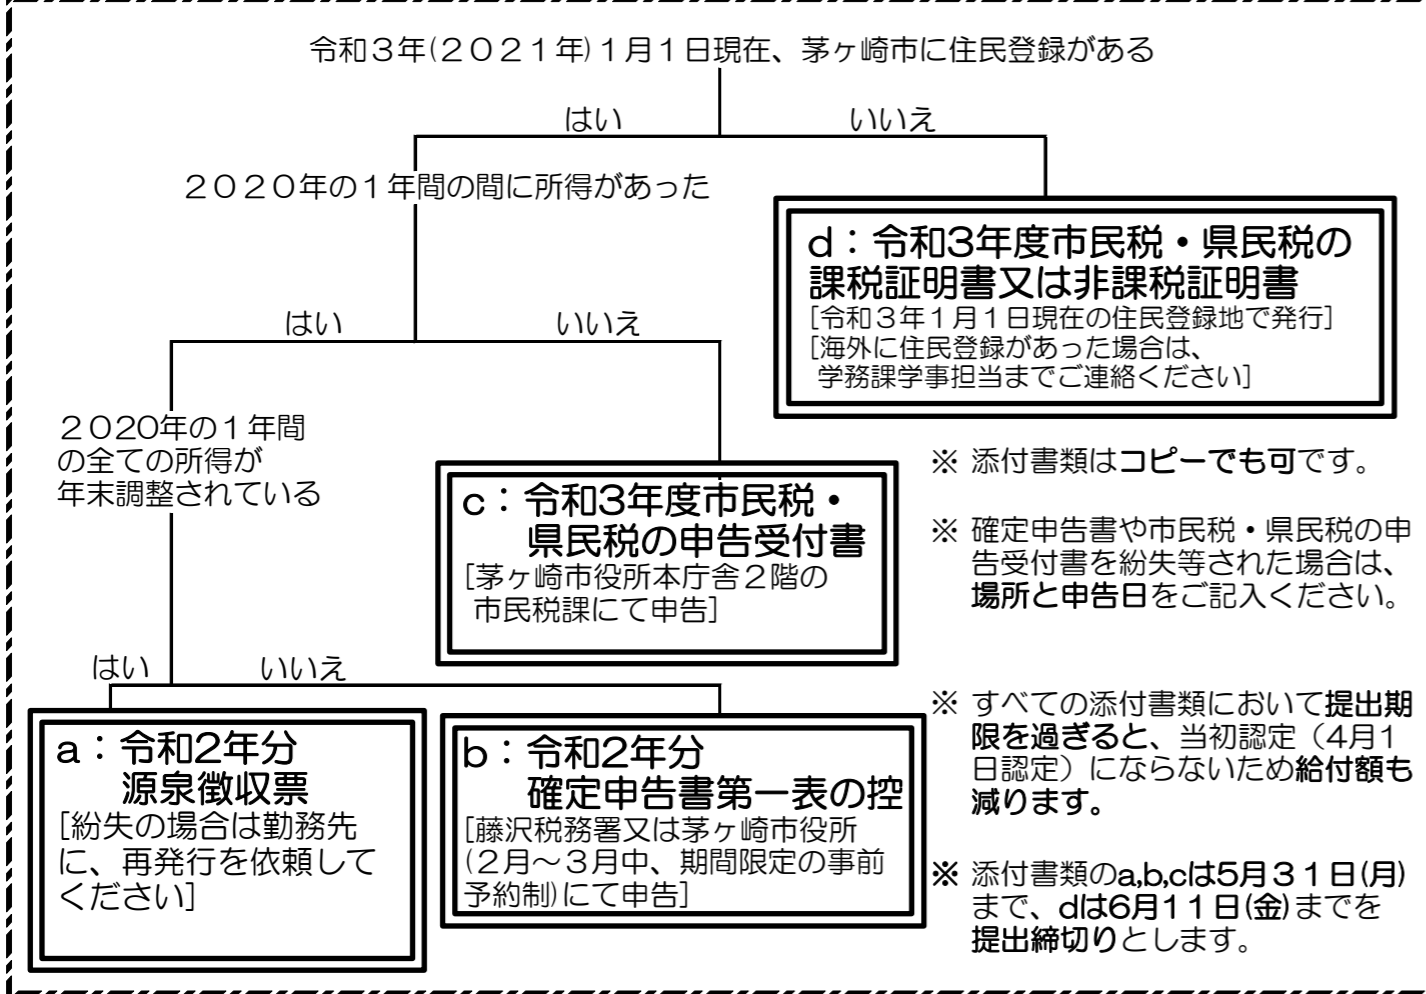 令和３年(２０２１年)１月１日現在、茅ヶ崎市に住民登録がある
はい
いいえ
２０２０年の１年間の間に所得があった
d：令和3年度市民税・県民税の
課税証明書又は非課税証明書
[令和３年１月１日現在の住民登録地で発行]
[海外に住民登録があった場合は、
学務課学事担当までご連絡ください]
はい
いいえ
２０２０年の１年間
の全ての所得が
年末調整されている
c：令和3年度市民税・
県民税の申告受付書
[茅ヶ崎市役所本庁舎２階の
市民税課にて申告]
はい
いいえ
a：令和2年分
源泉徴収票
[紛失の場合は勤務先
に、再発行を依頼して
ください]
b：令和2年分
確定申告書第一表の控
[藤沢税務署又は茅ヶ崎市役所
(２月～３月中、期間限定の事前
予約制)にて申告]
※ 添付書類はコピーでも可です。
※ 確定申告書や市民税・県民税の申
告受付書を紛失等された場合は、
場所と申告日をご記入ください。
※ すべての添付書類において提出期
限を過ぎると、当初認定（4月１
日認定）にならないため給付額も
減ります。
※ 添付書類のa,b,cは5月３１日(月)
まで、dは6月1１日(金)までを
提出締切りとします。